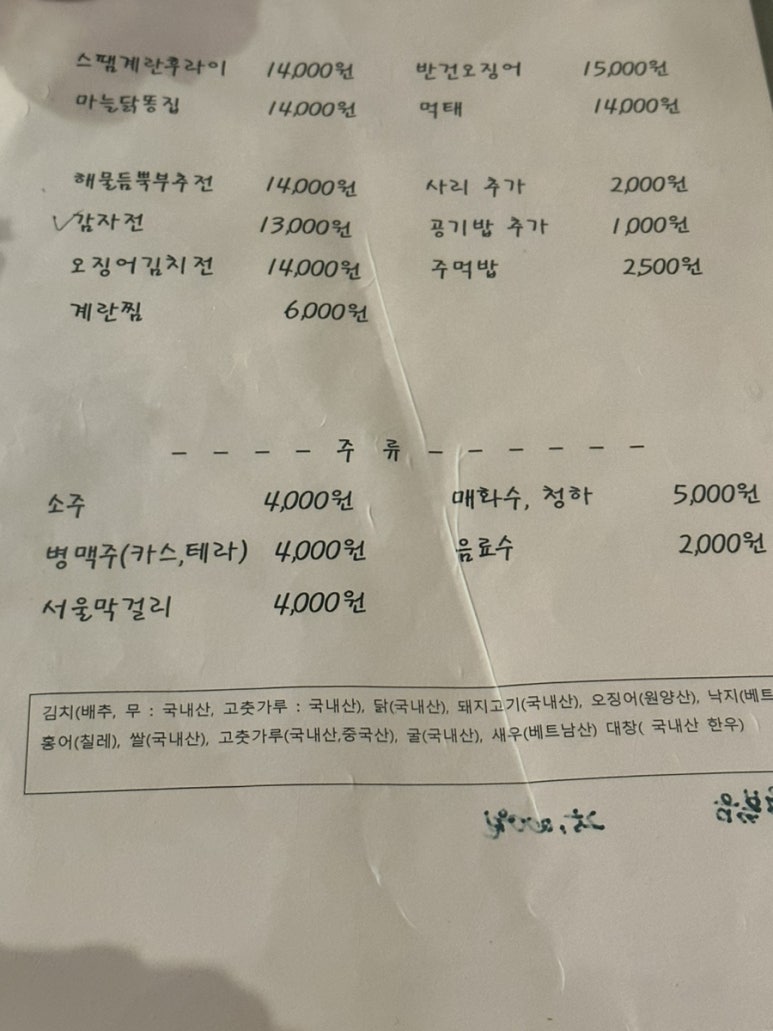 스팸계란후라이 14,000원 반건오징어 15,000원
마늘닭똥집 14,000원 먹태 14,000원
해물듬뿍부추전 14,000원 사리 추가 2,000원
✓감자전 13,000원 공기밥 추가 1,000원
오징어김치전 14,000원 주먹밥 2,500원
계란찜 6,000원
- - - - 주 류 - - - - - -
소주 4,000원 매화수, 청하 5,000원
병맥주(카스,테라) 4,000원 음료수 2,000원
서울막걸리 4,000원
김치(배추, 무 : 국내산, 고춧가루 : 국내산), 닭(국내산), 돼지고기(국내산), 오징어(원양산), 낙지(베트
홍어(칠레), 쌀(국내산), 고춧가루(국내산,중국산), 굴(국내산), 새우(베트남산) 대창( 국내산 한우)